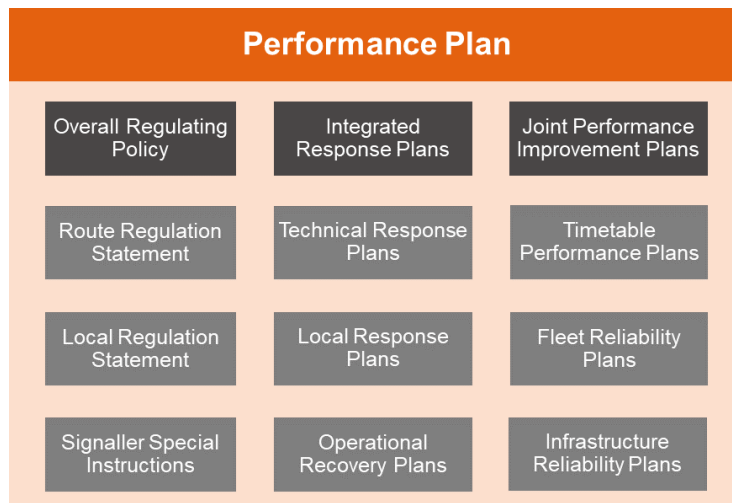 Performance Plan
Overall Regulating
Policy
Integrated
Response Plans
Joint Performance
Improvement Plans
Route Regulation
Statement
Technical Response
Plans
Timetable
Performance Plans
Local Regulation
Statement
Local Response
Plans
Fleet Reliability
Plans
Signaller Special
Instructions
Operational
Recovery Plans
Infrastructure
Reliability Plans